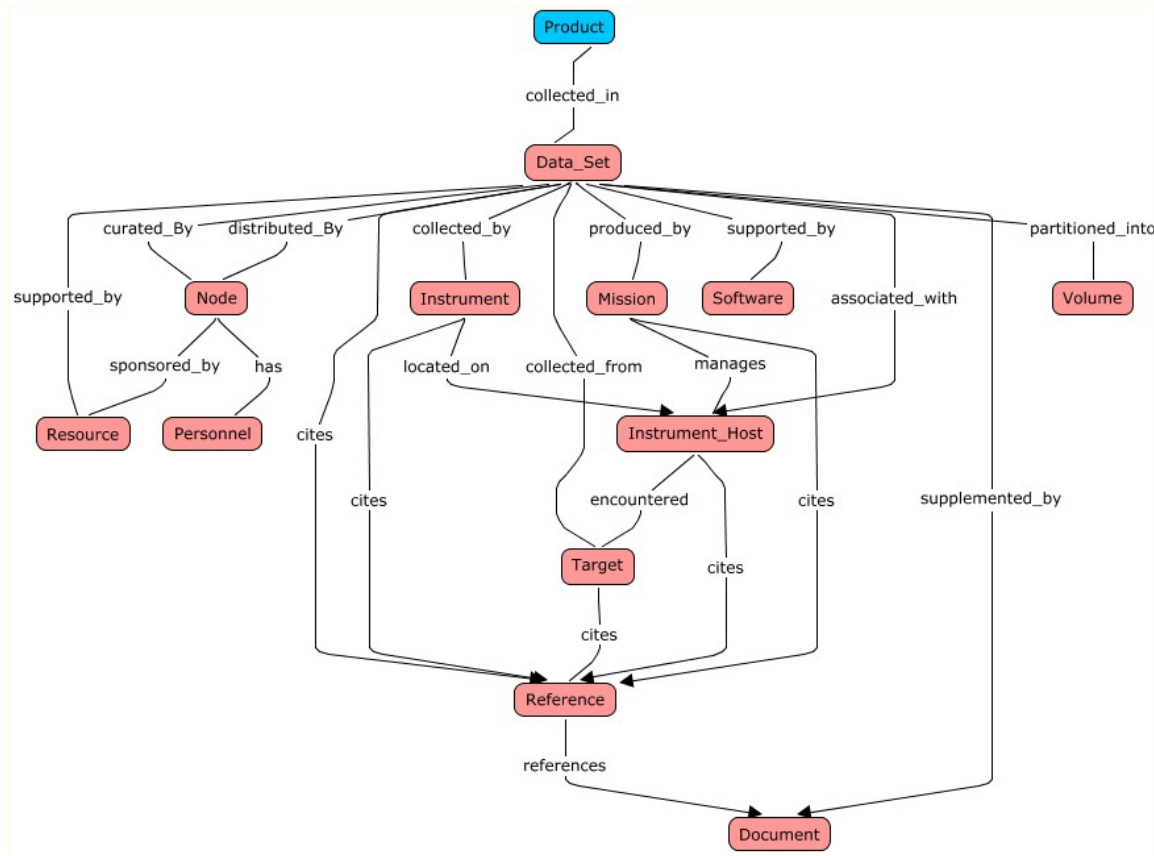 Product
collected_in
Data_Set
curated_By
distributed_By
collected_by
produced_by
supported_by
partitioned_into
supported_by
Node
Instrument
Mission
Software
associated_with
Volume
sponsored_by
has
located_on
collected_from
manages
Resource
Personnel
cites
Instrument_Host
cites
encountered
cites
supplemented_by
Target
cites
cites
Reference
references
Document